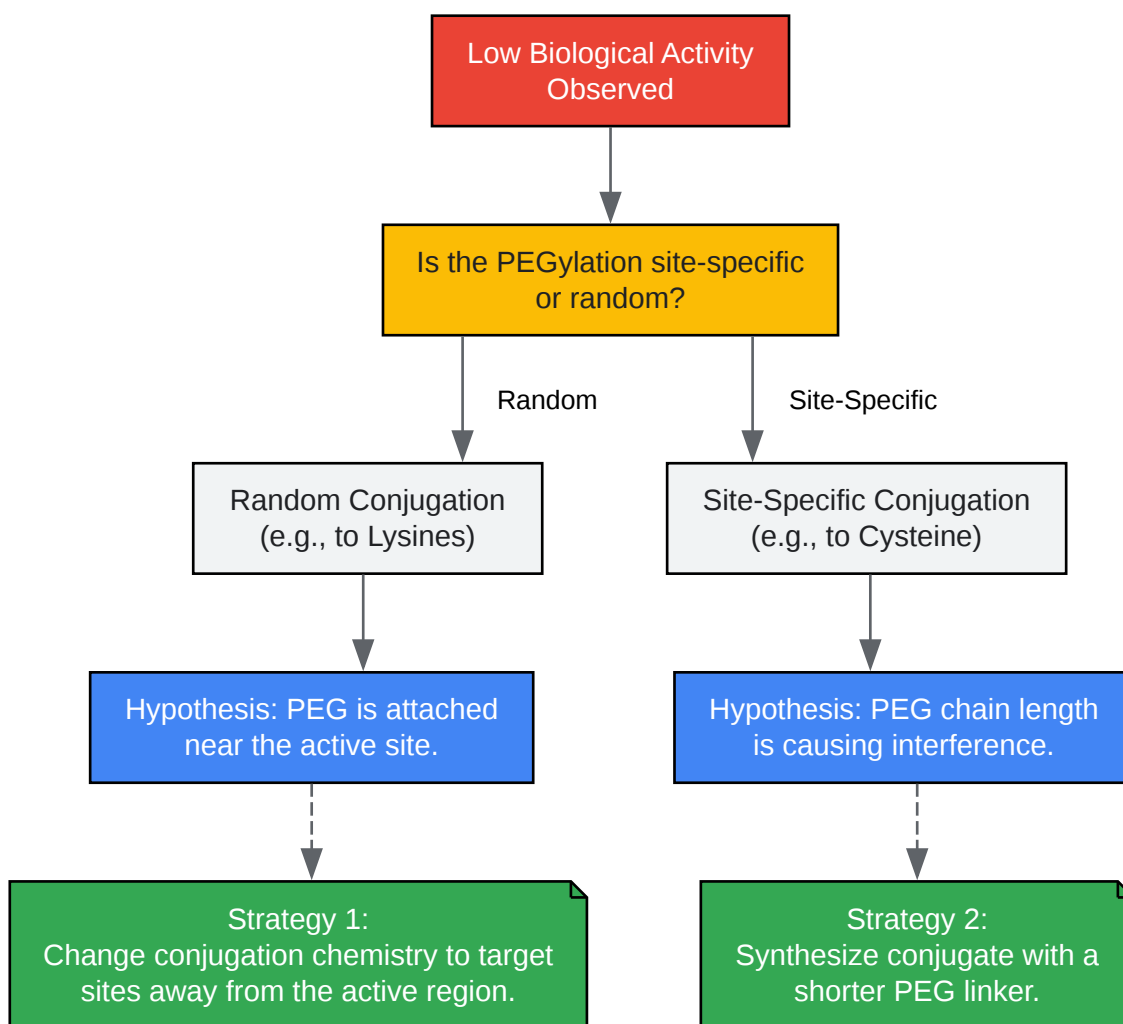 Low Biological Activity
Observed
Is the PEGylation site-specific
or random?
Random
Site-Specific
Random Conjugation
(e.g., to Lysines)
Site-Specific Conjugation
(e.g., to Cysteine)
Hypothesis: PEG is attached
near the active site.
Hypothesis: PEG chain length
is causing interference.
Strategy 1:
Change conjugation chemistry to target
sites away from the active region.
Strategy 2:
Synthesize conjugate with a
shorter PEG linker.